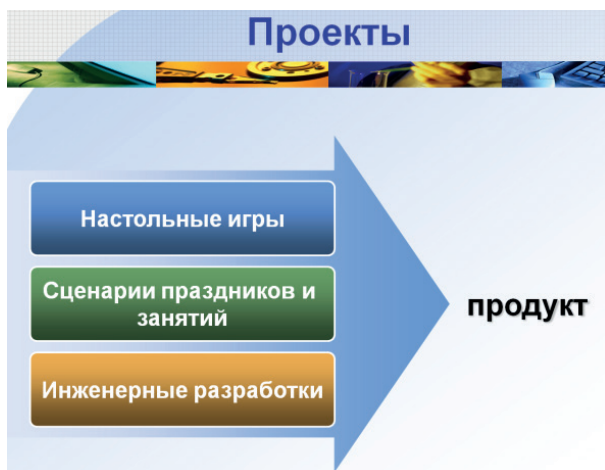 Проекты
Настольные игры
Сценарии праздников и
занятий
Инженерные разработки
продукт